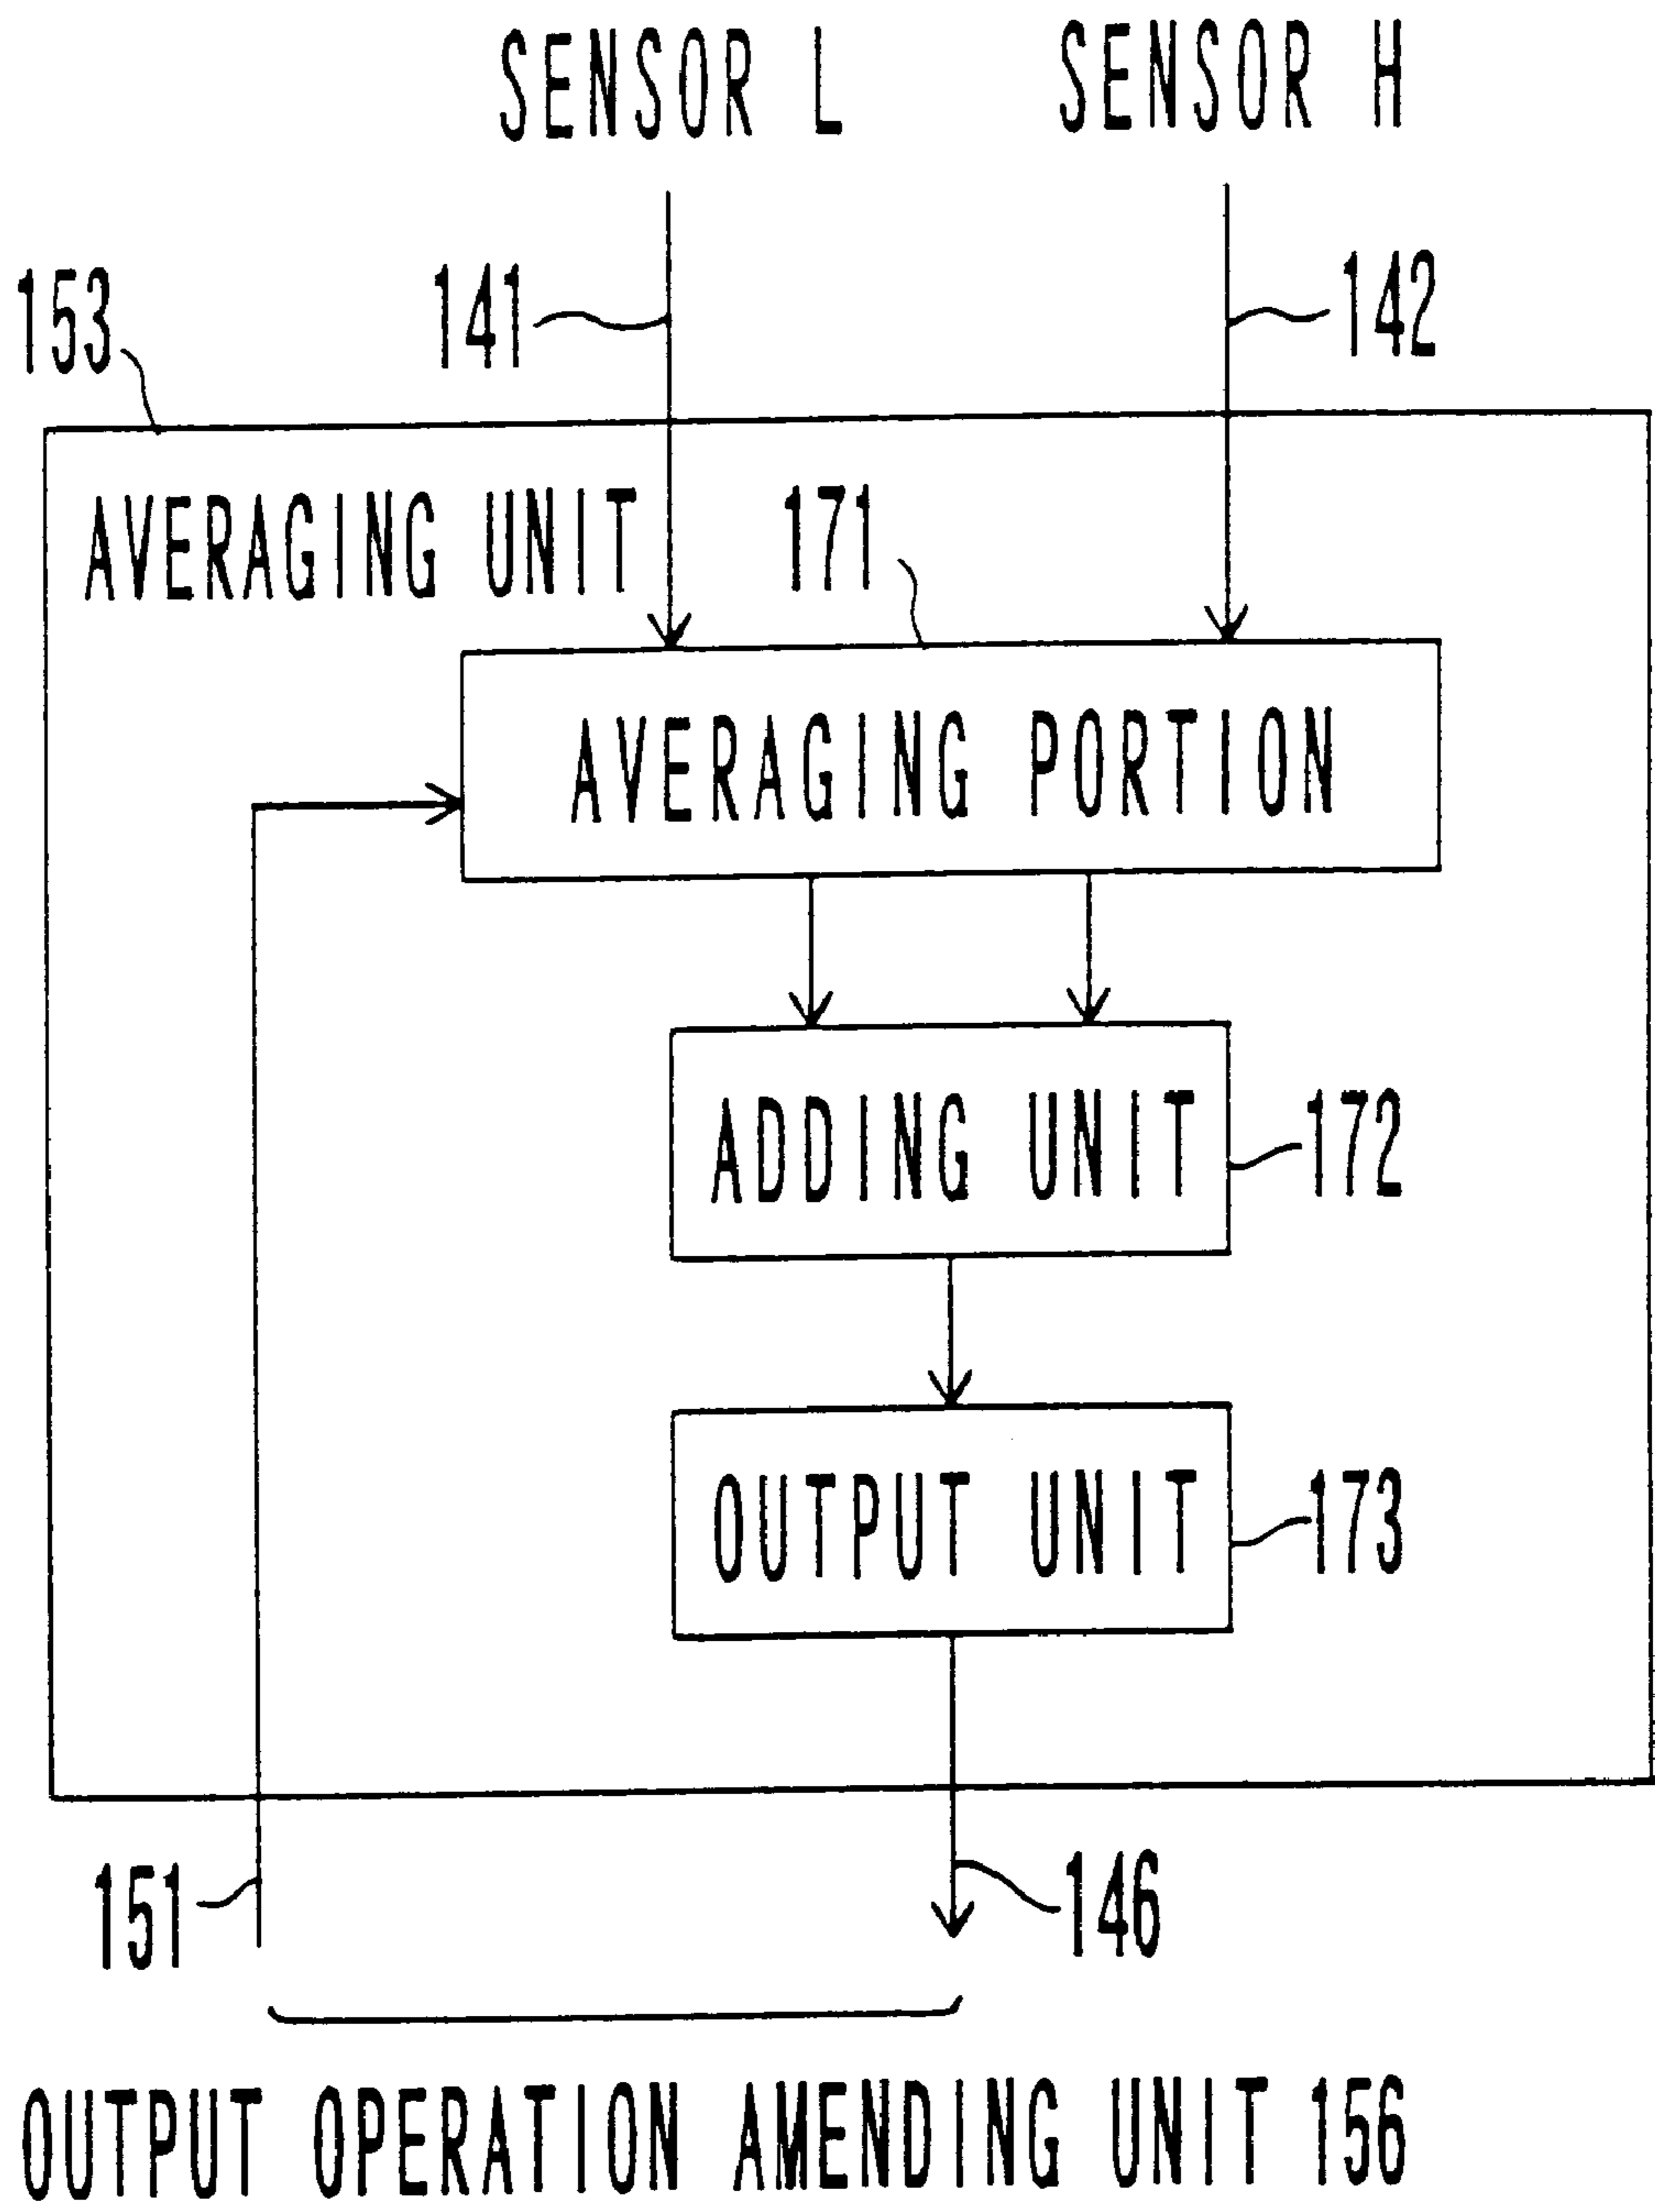 SENSOR L SENSOR H
141 142
153
AVERAGING UNIT 171
AVERAGING PORTION
ADDING UNIT 172
OUTPUT UNIT 173
151 146
OUTPUT OPERATION AMENDING UNIT 156